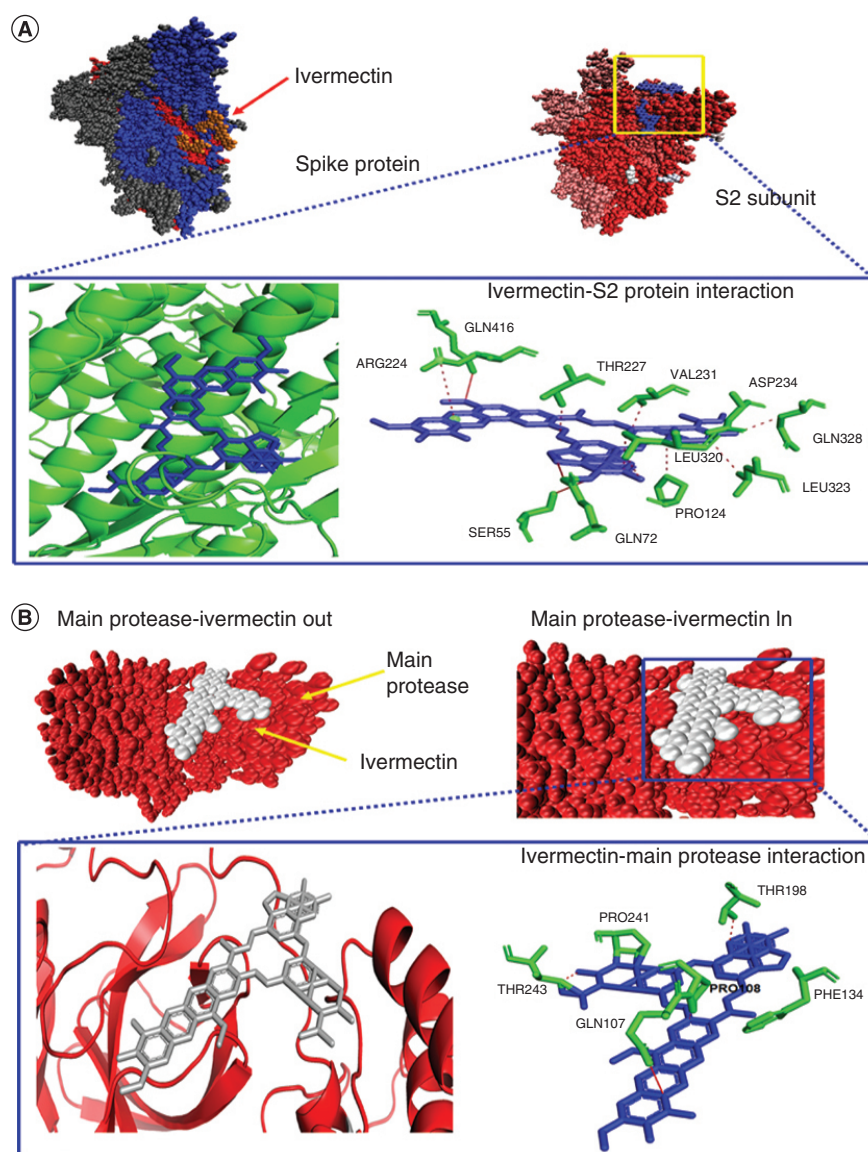 A
Ivermectin
Spike protein
S2 subunit
Ivermectin-S2 protein interaction
GLN416
ARG224
THR227
VAL231
ASP234
GLN328
LEU320
LEU323
PRO124
SER55
GLN72
B
Main protease-ivermectin out
Main protease-ivermectin In
Main
protease
Ivermectin
Ivermectin-main protease interaction
THR198
PRO241
THR243
PRO108
PHE134
GLN107